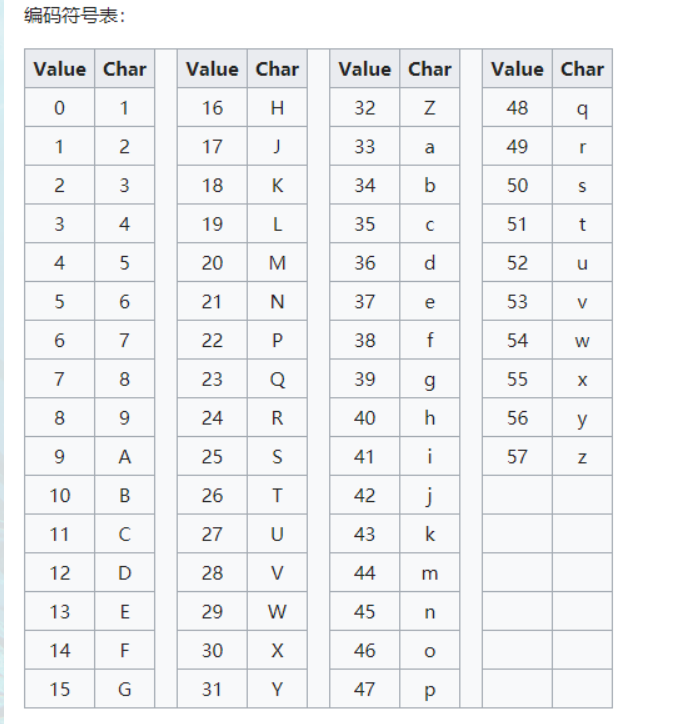 编码符号表:
Value Char Value Char Value Char Value Char
0 1 16 H 32 Z 48 q
1 2 17 J 33 a 49 r
2 3 18 K 34 b 50 s
3 4 19 L 35 c 51 t
4 5 20 M 36 d 52 u
5 6 21 N 37 e 53 v
6 7 22 P 38 f 54 w
7 8 23 Q 39 g 55 x
8 9 24 R 40 h 56 y
9 A 25 S 41 i 57 z
10 B 26 T 42 j
11 C 27 U 43 k
12 D 28 V 44 m
13 E 29 W 45 n
14 F 30 X 46 o
15 G 31 Y 47 p